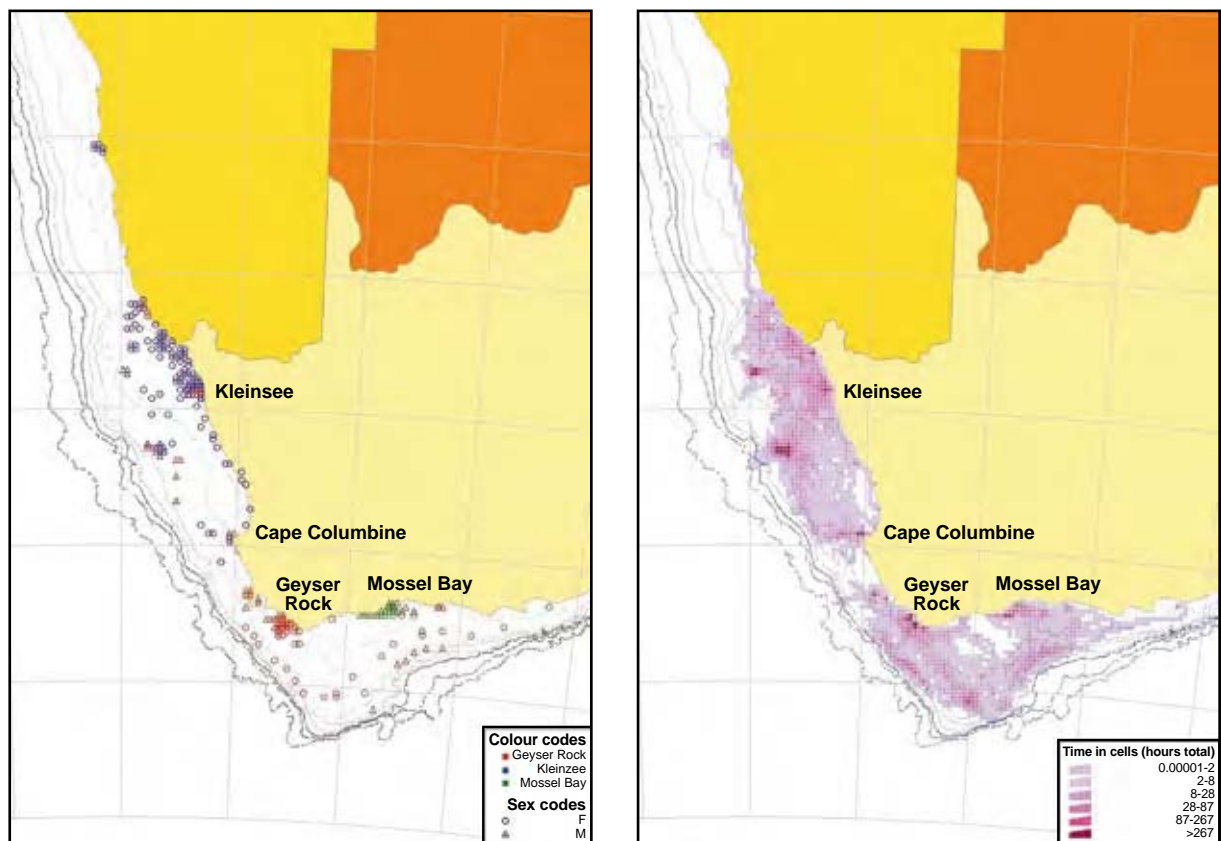 Kleinsee
Cape Columbine
Geyser
Rock
Mossel Bay
Colour codes
Geyser Rock
Kleinzee
Mossel Bay
Sex codes
F
M
Kleinsee
Cape Columbine
Geyser
Rock
Mossel Bay
Time in cells (hours total)
0.00001-2
2-8
8-28
28-87
87-267
>267